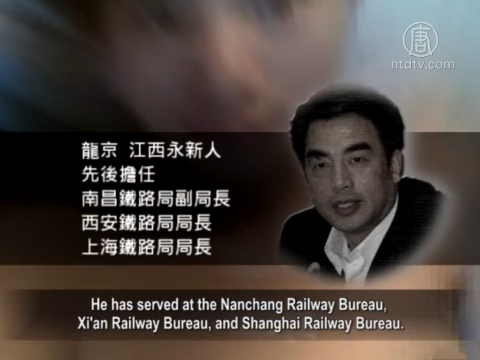 唐
ntdtv.com
龍京 江西永新人
先後擔任
南昌鐵路局副局長
西安鐵路局局長
上海鐵路局局長
He has served at the Nanchang Railway Bureau,
Xi'an Railway Bureau, and Shanghai Railway Bureau.